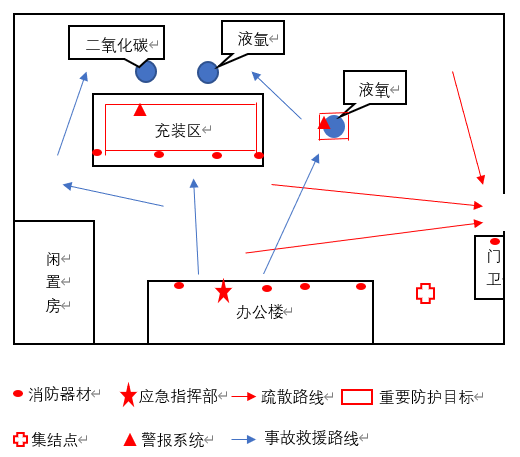 二氧化碳
液氩
液氧
充装区
闲
置
房
门
卫
办公楼
消防器材 应急指挥部 疏散路线 重要防护目标
集结点 警报系统 事故救援路线